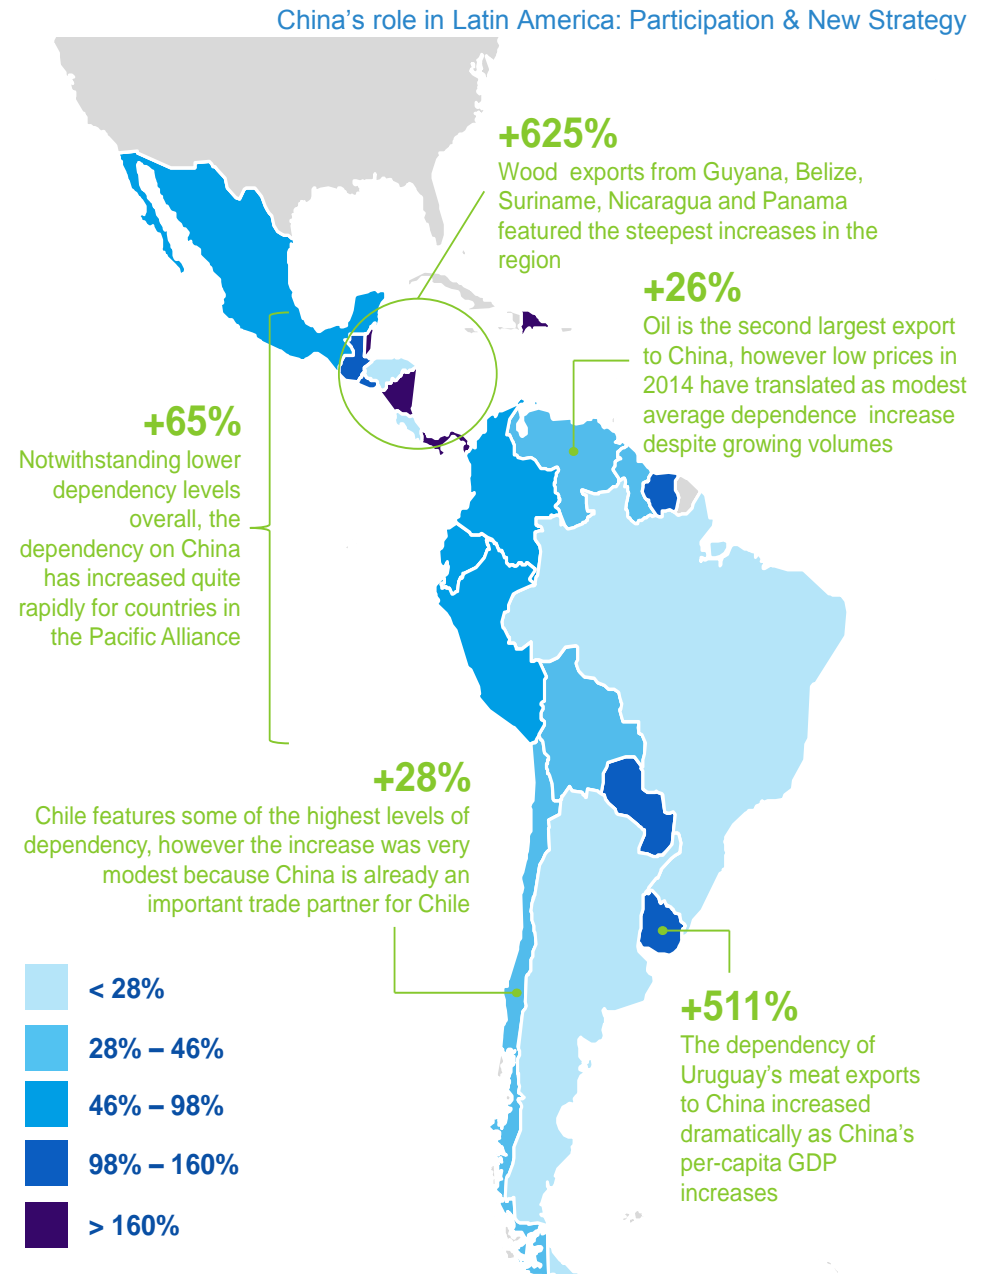 China’s role in Latin America: Participation & New Strategy
+625%
Wood exports from Guyana, Belize,
Suriname, Nicaragua and Panama
featured the steepest increases in the
region
+26%
Oil is the second largest export
to China, however low prices in
2014 have translated as modest
average dependence increase
despite growing volumes
+65%
Notwithstanding lower
dependency levels
overall, the
dependency on China
has increased quite
rapidly for countries in
the Pacific Alliance
+28%
Chile features some of the highest levels of
dependency, however the increase was very
modest because China is already an
important trade partner for Chile
+511%
The dependency of
Uruguay’s meat exports
to China increased
dramatically as China’s
per-capita GDP
increases
< 28%
28% – 46%
46% – 98%
98% – 160%
> 160%